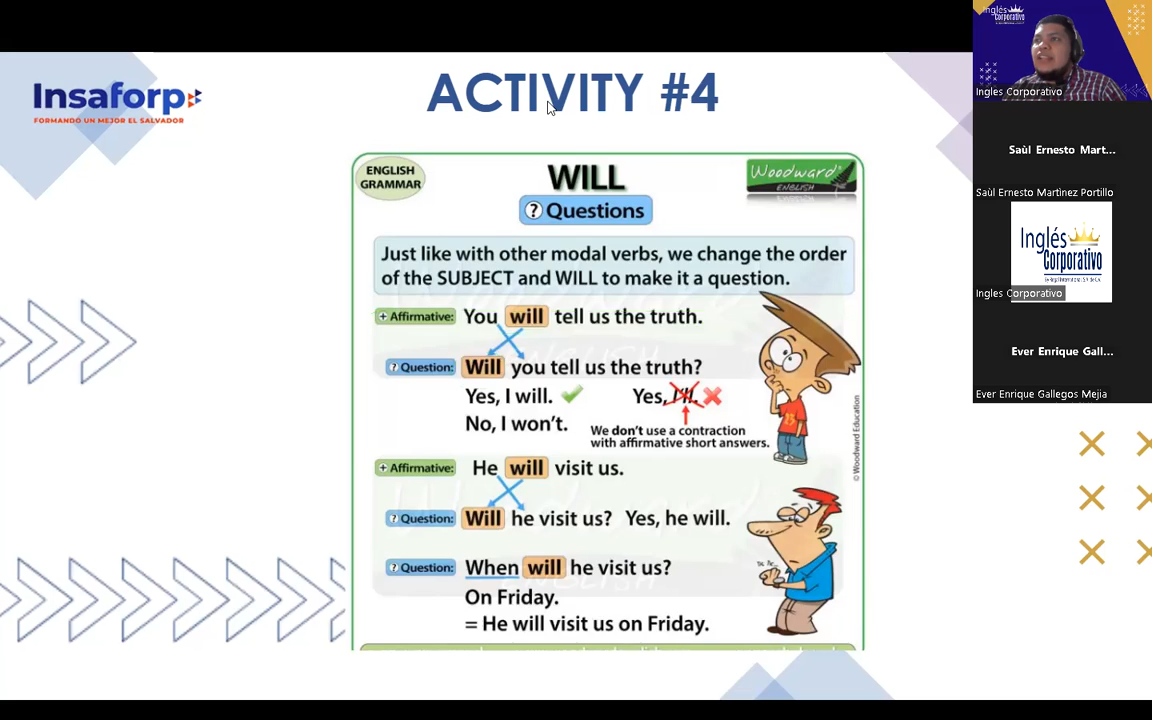 Insaforp
FORMANDO UN MEJOR EL SALVADOR
ACTIVITY #4
ENGLISH
GRAMMAR
WILL
Woodward
ENGLISH
? Questions
Just like with other modal verbs, we change the order
of the SUBJECT and WILL to make it a question.
+ Affirmative: You will tell us the truth.
? Question: Will you tell us the truth?
Yes, I will. Yes, I'll.
No, I won't.
We don't use a contraction
with affirmative short answers.
+ Affirmative: He will visit us.
? Question: Will he visit us? Yes, he will.
? Question: When will he visit us?
On Friday.
= He will visit us on Friday.
© Woodward Education
Inglés
Corporativo
Ingles Corporativo
Saùl Ernesto Mart...
Saùl Ernesto Martìnez Portillo
Inglés
Corporativo
Ingles Corporativo
Ever Enrique Gall...
Ever Enrique Gallegos Mejia